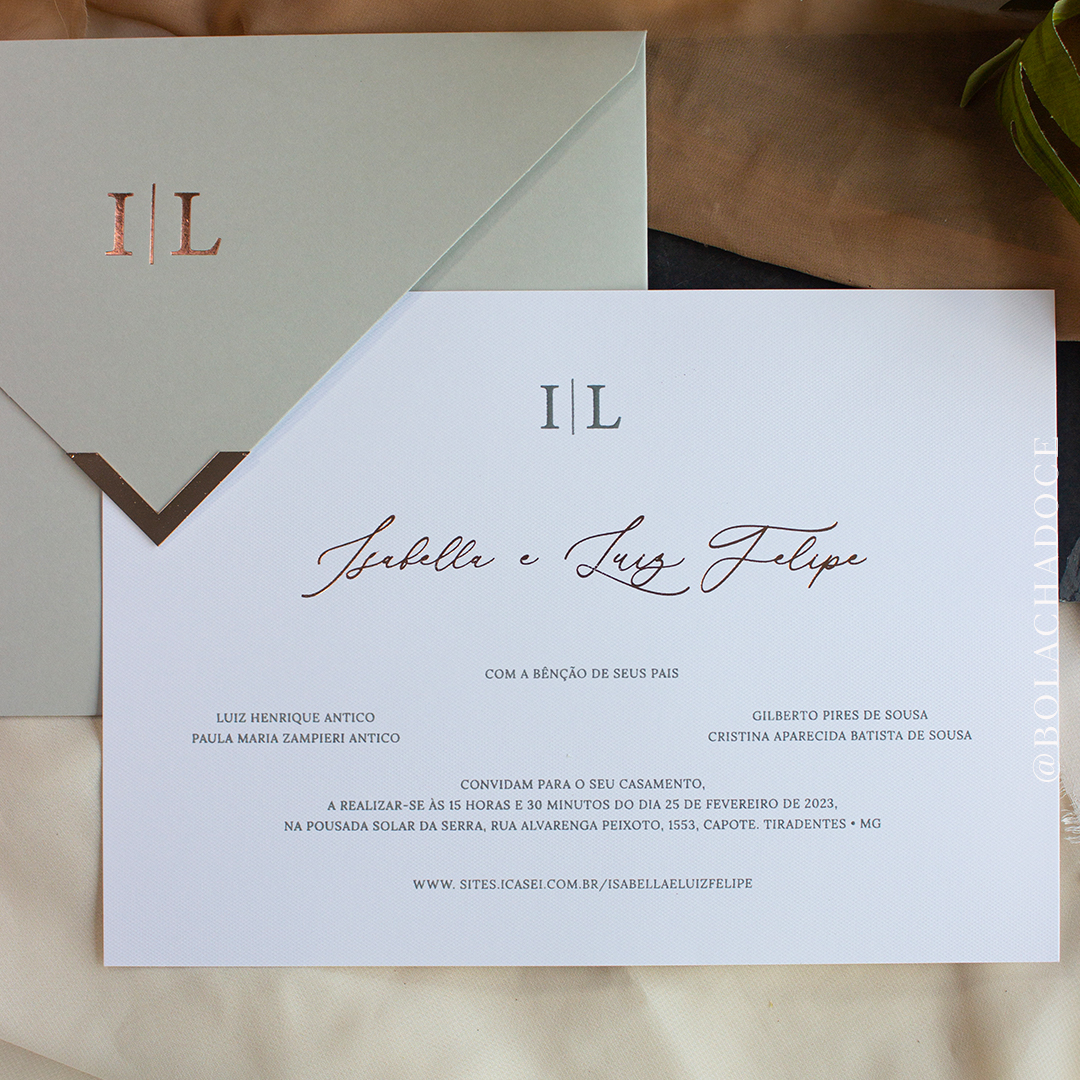 I|L
I|L
Isabella e Luiz Felipe
COM A BÊNÇÃO DE SEUS PAIS
LUIZ HENRIQUE ANTICO
PAULA MARIA ZAMPIERI ANTICO
GILBERTO PIRES DE SOUSA
CRISTINA APARECIDA BATISTA DE SOUSA
CONVIDAM PARA O SEU CASAMENTO,
A REALIZAR-SE ÀS 15 HORAS E 30 MINUTOS DO DIA 25 DE FEVEREIRO DE 2023,
NA POUSADA SOLAR DA SERRA, RUA ALVARENGA PEIXOTO, 1553, CAPOTE. TIRADENTES • MG
WWW. SITES.ICASEI.COM.BR/ISABELLAELUIZFELIPE
@BOLACHADOCE